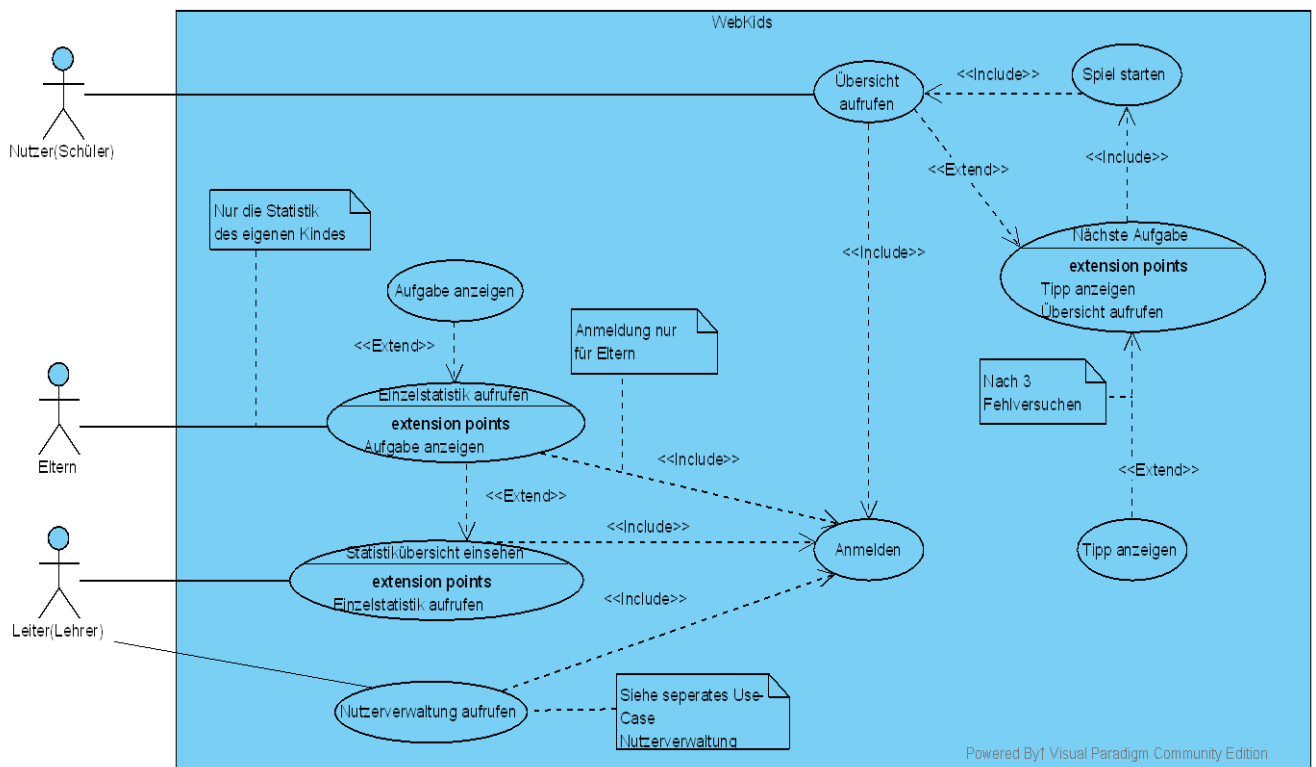 WebKids
Nutzer(Schüler)
Übersicht
aufrufen
<<Include>>
Spiel starten
<<Include>>
<<Extend>>
<<Include>>
Nur die Statistik
des eigenen Kindes
Nächste Aufgabe
extension points
Tipp anzeigen
Übersicht aufrufen
Aufgabe anzeigen
<<Extend>>
Anmeldung nur
für Eltern
Nach 3
Fehlversuchen
Eltern
Einzelstatistik aufrufen
extension points
Aufgabe anzeigen
<<Include>>
<<Extend>>
<<Extend>>
<<Include>>
Leiter(Lehrer)
Statistikübersicht einsehen
extension points
Einzelstatistik aufrufen
Anmelden
Tipp anzeigen
<<Include>>
Nutzerverwaltung aufrufen
Siehe seperates Use-
Case
Nutzerverwaltung
Powered By↑ Visual Paradigm Community Edition